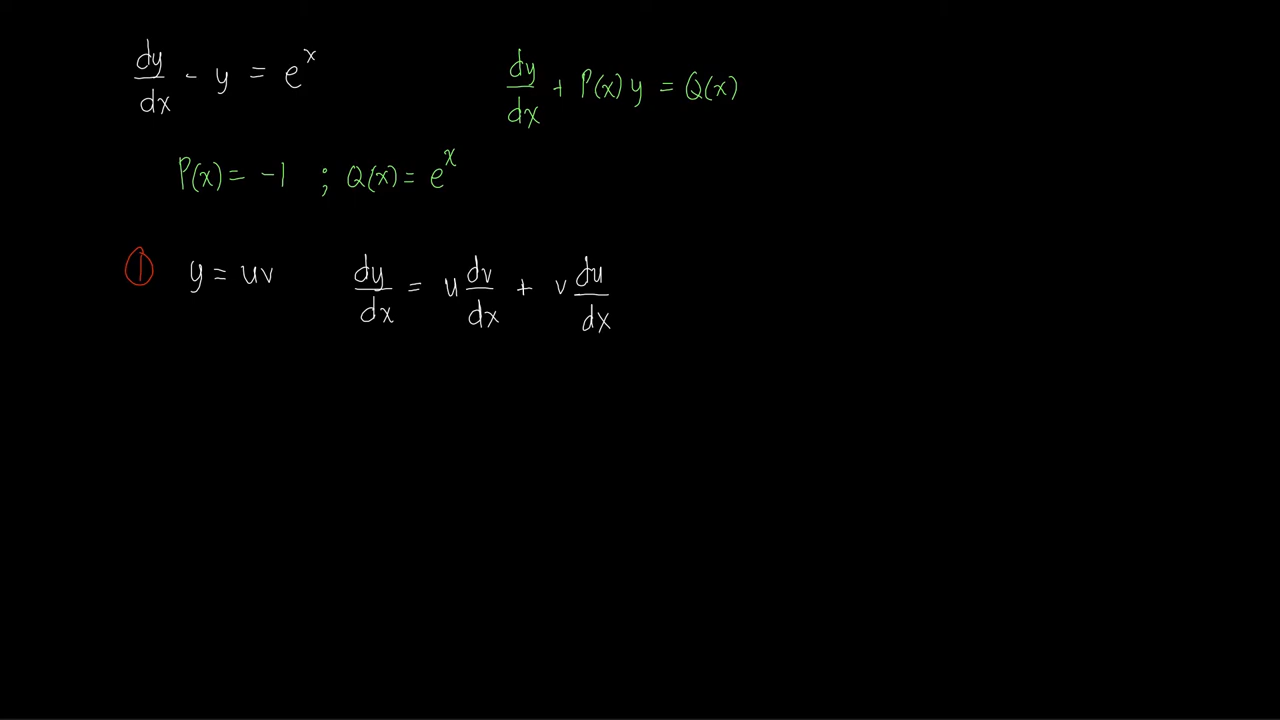 dy/dx - y = e^x
dy/dx + P(x) y = Q(x)
P(x) = -1 ; Q(x) = e^x
① y = uv dy/dx = u dv/dx + v du/dx